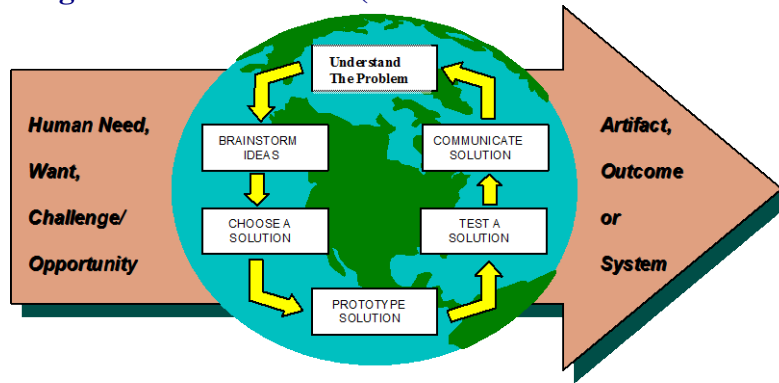 Human Need,
Want,
Challenge/
Opportunity
Understand
The Problem
BRAINSTORM
IDEAS
CHOOSE A
SOLUTION
PROTOTYPE
SOLUTION
TEST A
SOLUTION
COMMUNICATE
SOLUTION
Artifact,
Outcome
or
System